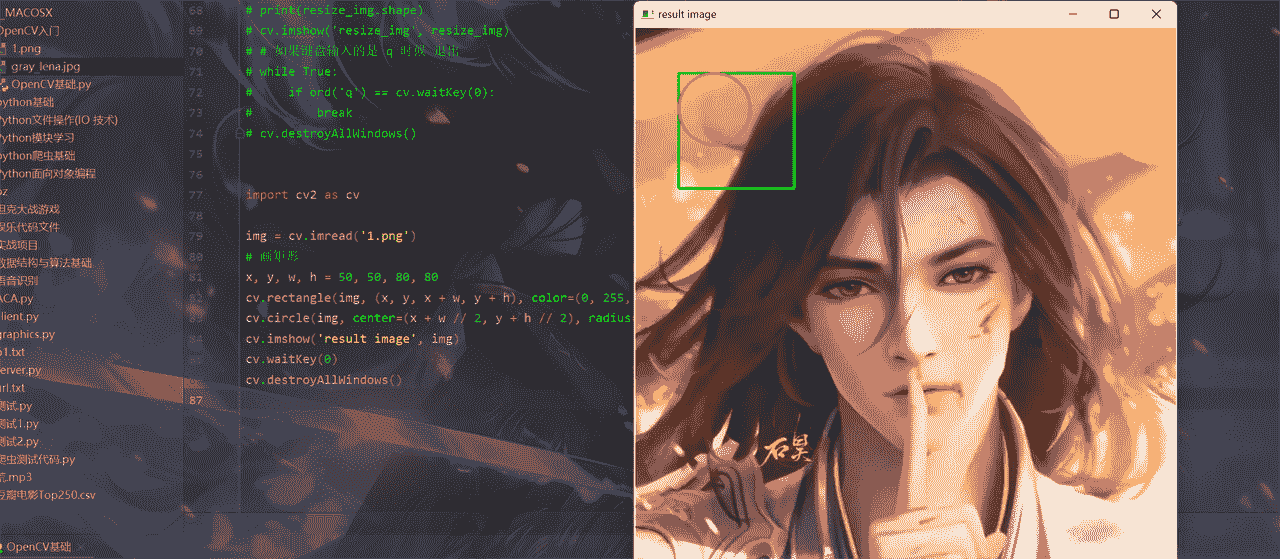 _MACOSX
OpenCV入门
1.png
gray_lena.jpg
OpenCV基础.py
python基础
Python文件操作(IO 技术)
Python模块学习
python爬虫基础
Python面向对象编程
oz
坦克大战游戏
娱乐代码文件
实战项目
数据结构与算法基础
语音识别
ACA.py
lient.py
graphics.py
o1.txt
erver.py
url.txt
测试.py
测试1.py
测试2.py
爬虫测试代码.py
.mp3
豆瓣电影Top250.csv
OpenCV基础
68 # print(resize_img.shape)
69 # cv.imshow('resize_img', resize_img)
70 # # 如果键盘输入的是 q 时候 退出
71 # while True:
72 #     if ord('q') == cv.waitKey(0):
73 #         break
74 # cv.destroyAllWindows()
75
76
77 import cv2 as cv
78
79 img = cv.imread('1.png')
80 # 画矩形
81 x, y, w, h = 50, 50, 80, 80
82 cv.rectangle(img, (x, y, x + w, y + h), color=(0, 255,
83 cv.circle(img, center=(x + w // 2, y + h // 2), radius
84 cv.imshow('result image', img)
85 cv.waitKey(0)
86 cv.destroyAllWindows()
87
result image
石昊